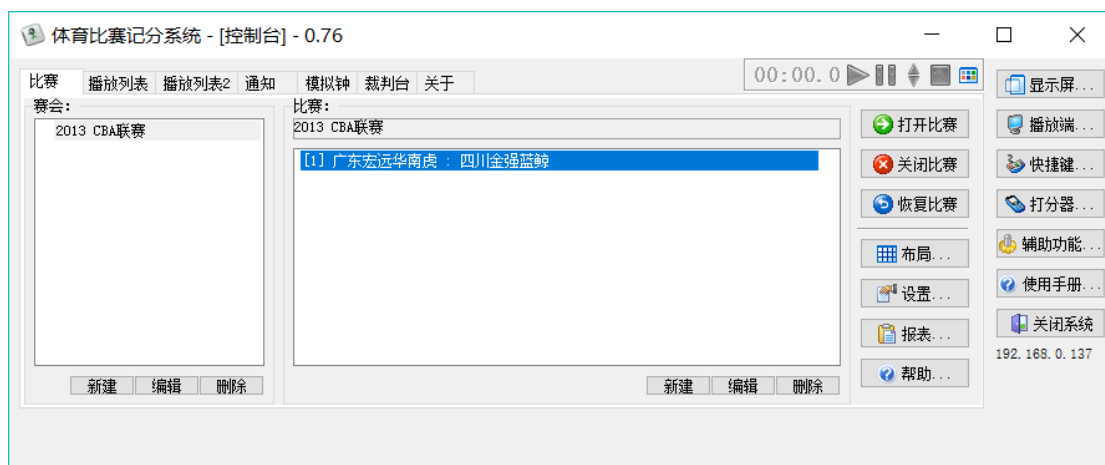 体育比赛记分系统 - [控制台] - 0.76
比赛 播放列表 播放列表2 通知 模拟钟 裁判台 关于
00:00.0
赛会:
2013 CBA联赛
新建 编辑 删除
比赛:
2013 CBA联赛
[1] 广东宏远华南虎 : 四川金强蓝鲸
新建 编辑 删除
打开比赛
关闭比赛
恢复比赛
布局...
设置...
报表...
帮助...
显示屏...
播放端...
快捷键...
打分器...
辅助功能...
使用手册...
关闭系统
192.168.0.137